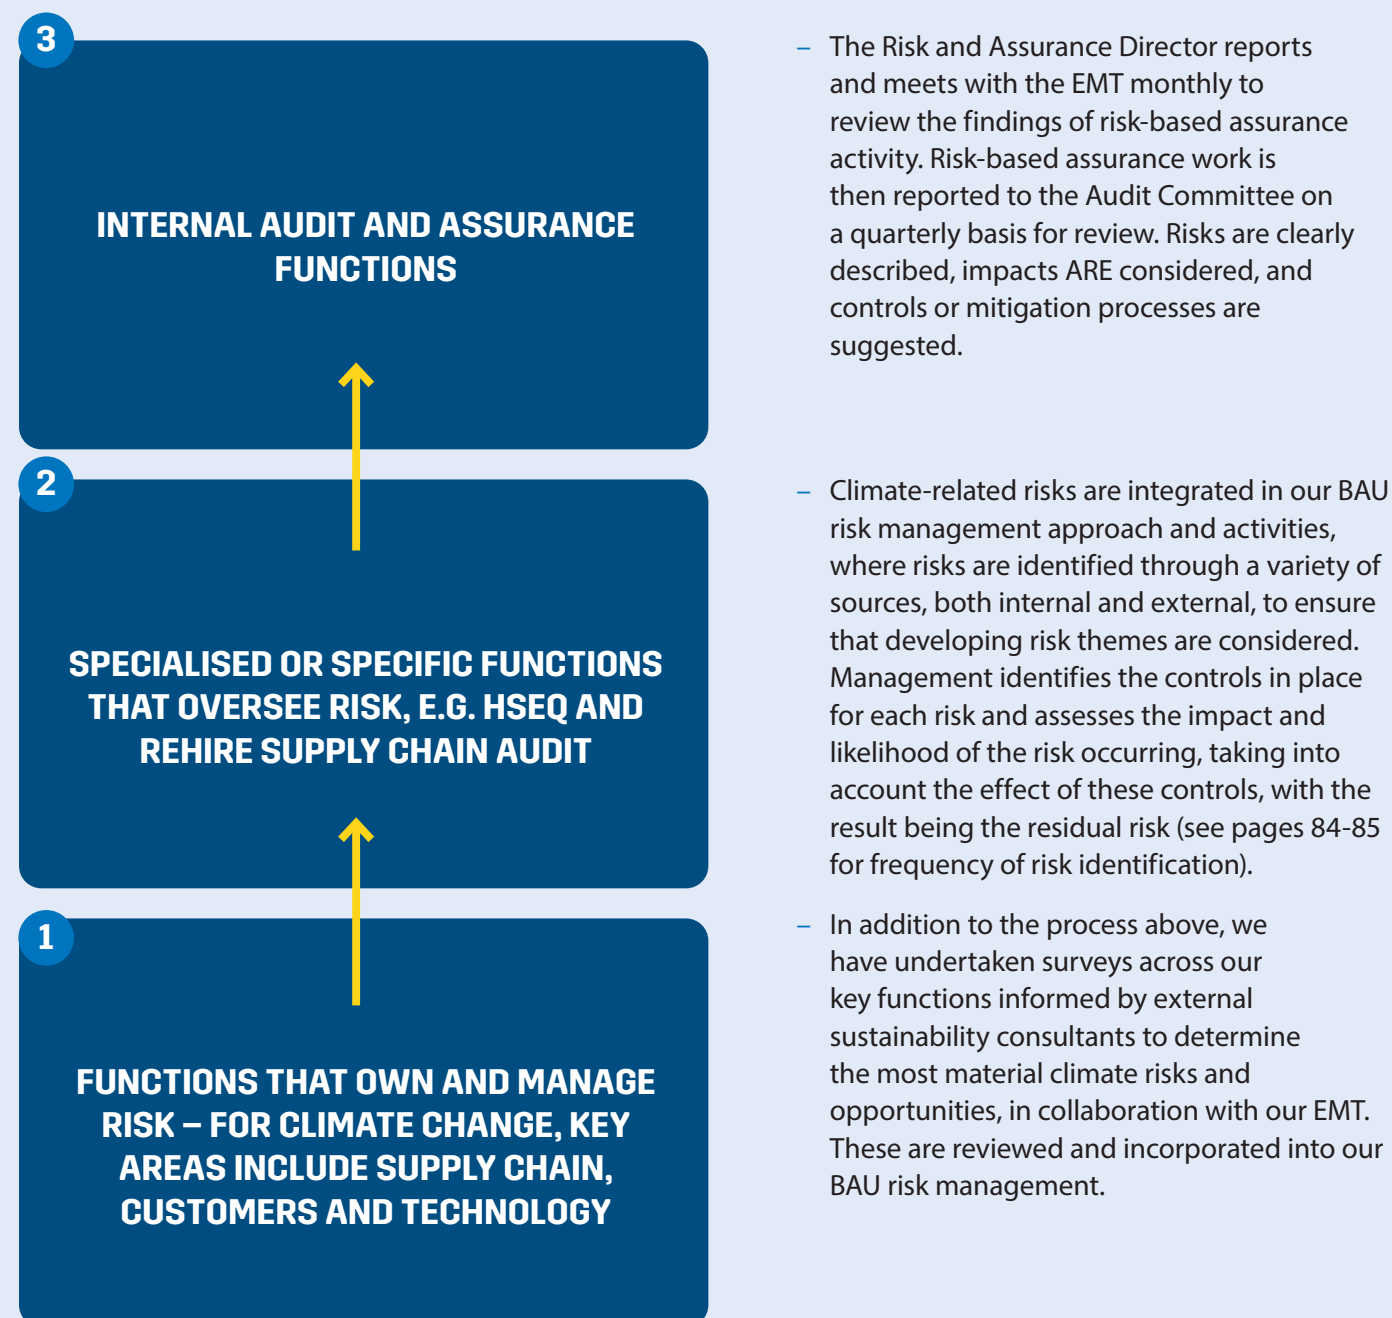 3
INTERNAL AUDIT AND ASSURANCE
FUNCTIONS
– The Risk and Assurance Director reports
and meets with the EMT monthly to
review the findings of risk-based assurance
activity. Risk-based assurance work is
then reported to the Audit Committee on
a quarterly basis for review. Risks are clearly
described, impacts ARE considered, and
controls or mitigation processes are
suggested.
2
SPECIALISED OR SPECIFIC FUNCTIONS
THAT OVERSEE RISK, E.G. HSEQ AND
REHIRE SUPPLY CHAIN AUDIT
– Climate-related risks are integrated in our BAU
risk management approach and activities,
where risks are identified through a variety of
sources, both internal and external, to ensure
that developing risk themes are considered.
Management identifies the controls in place
for each risk and assesses the impact and
likelihood of the risk occurring, taking into
account the effect of these controls, with the
result being the residual risk (see pages 84-85
for frequency of risk identification).
1
FUNCTIONS THAT OWN AND MANAGE
RISK – FOR CLIMATE CHANGE, KEY
AREAS INCLUDE SUPPLY CHAIN,
CUSTOMERS AND TECHNOLOGY
– In addition to the process above, we
have undertaken surveys across our
key functions informed by external
sustainability consultants to determine
the most material climate risks and
opportunities, in collaboration with our EMT.
These are reviewed and incorporated into our
BAU risk management.